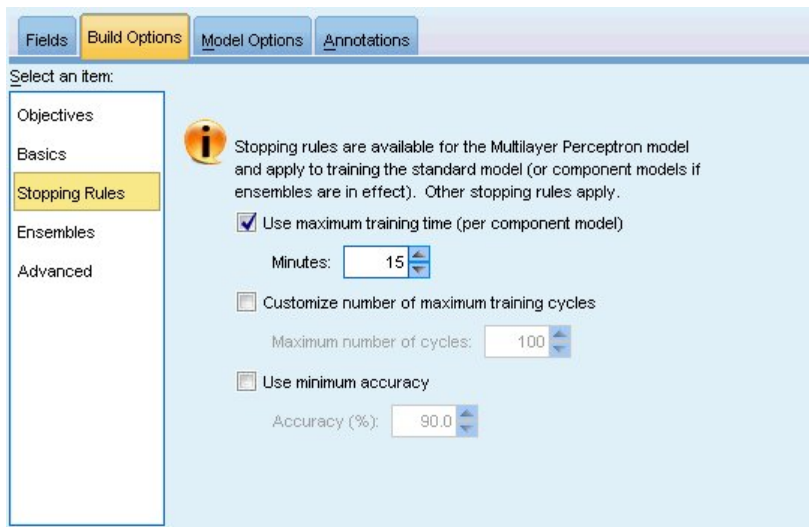 Fields
Build Options
Model Options
Annotations
Select an item:
Objectives
Basics
Stopping Rules
Ensembles
Advanced
Stopping rules are available for the Multilayer Perceptron model
and apply to training the standard model (or component models if
ensembles are in effect). Other stopping rules apply.
Use maximum training time (per component model)
Minutes: 15
Customize number of maximum training cycles
Maximum number of cycles: 100
Use minimum accuracy
Accuracy (%): 90.0